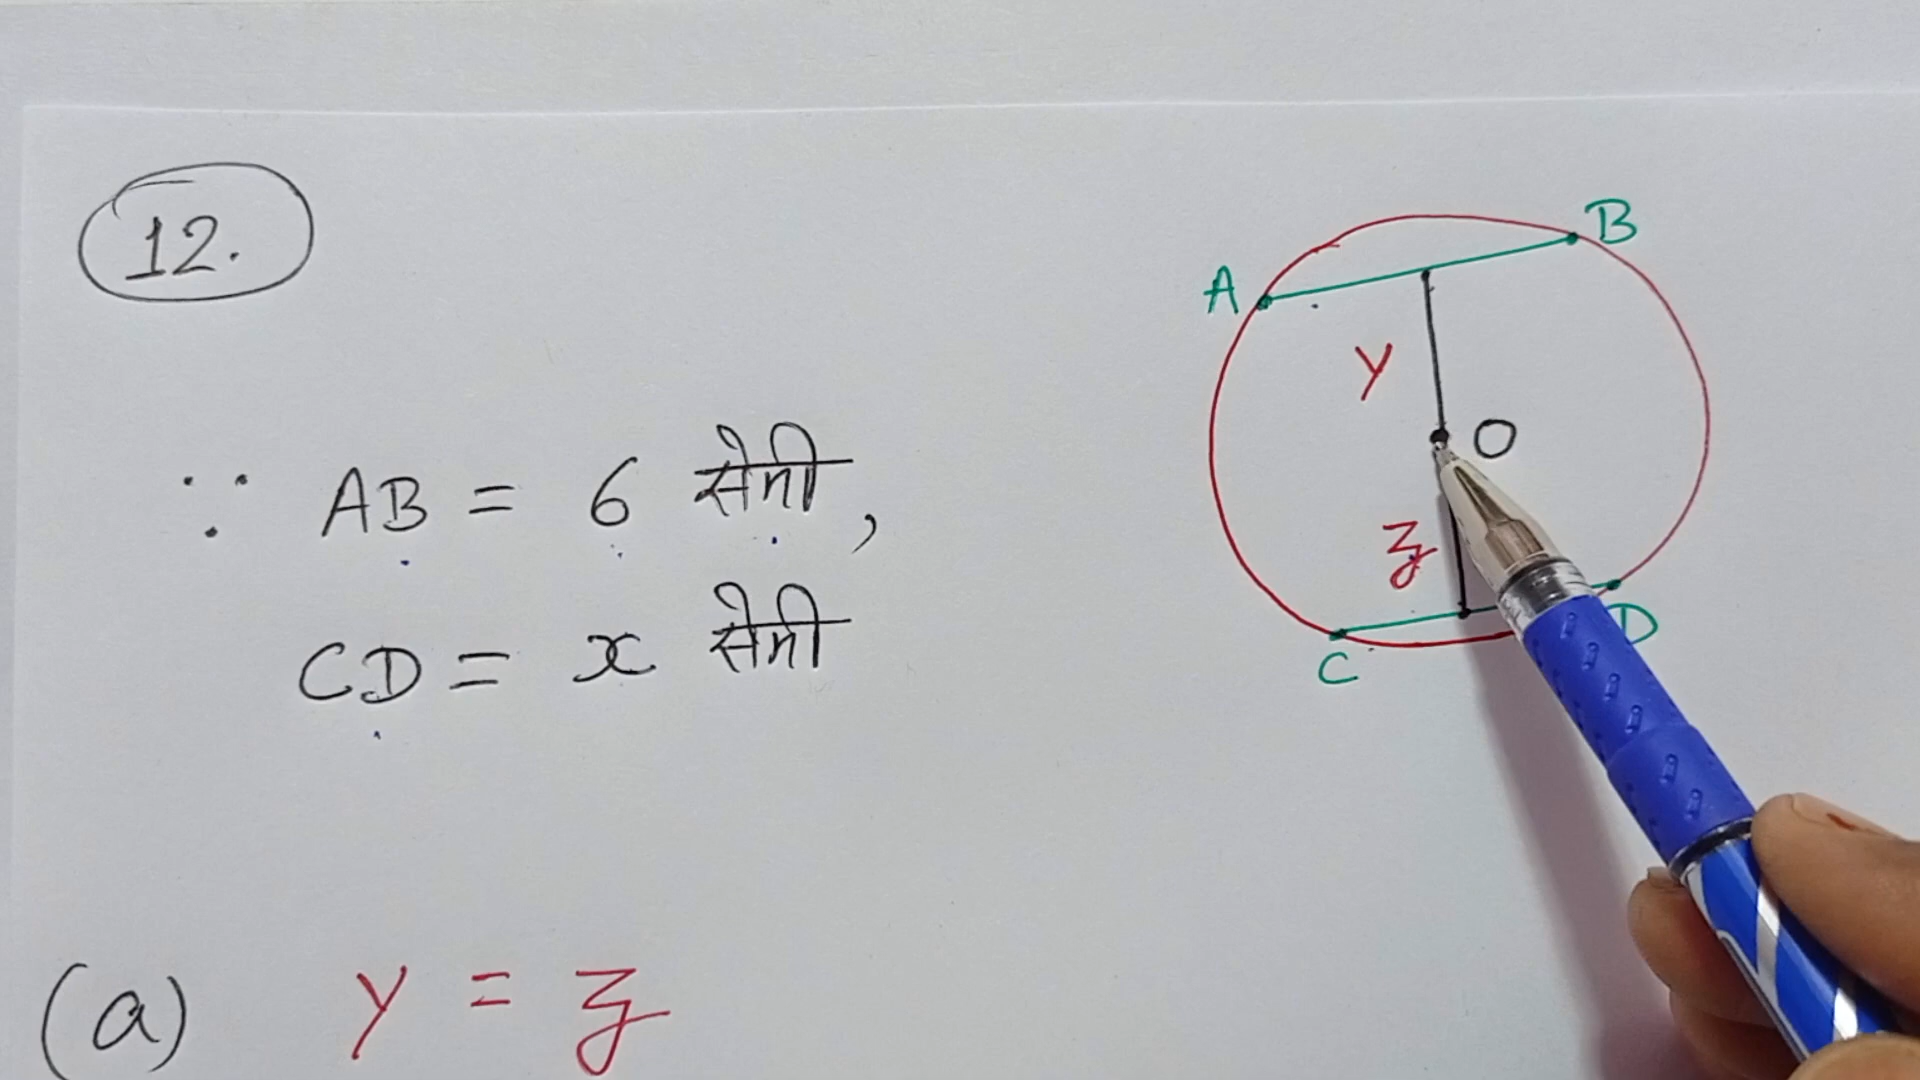 12.
A
B
y
O
∵ AB = 6 सेमी,
z
CD = x सेमी
C
D
(a) y = z